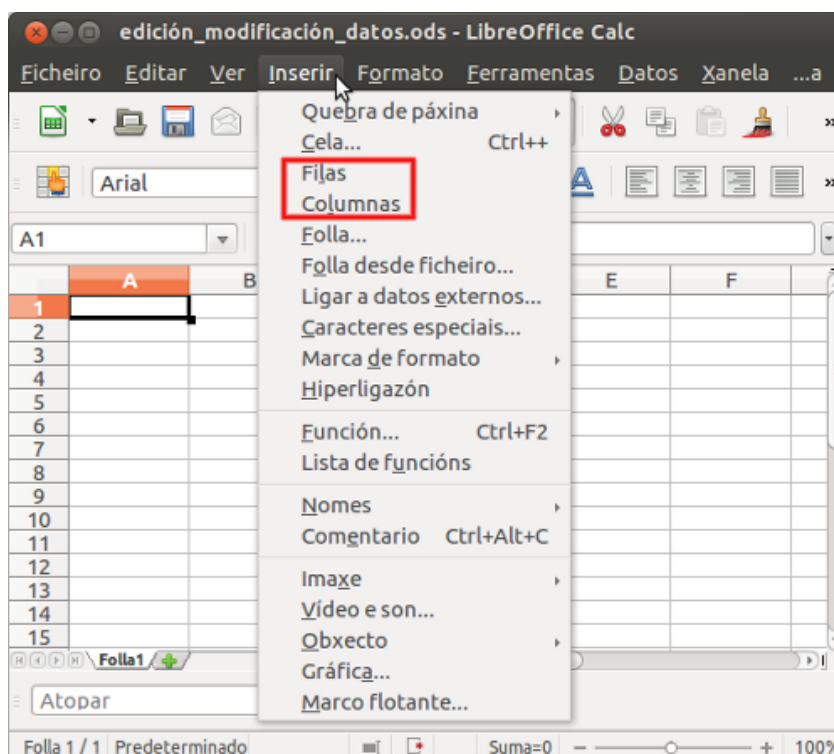 edición_modificación_datos.ods - LibreOffice Calc
Ficheiro Editar Ver Inserir Formato Ferramentas Datos Xanela ...a
Quebra de páxina
Cela... Ctrl++
Filas
Arial
Columnas
A1
Folla...
Folla desde ficheiro...
A B E F
Ligar a datos externos...
1
Caracteres especiais...
2
Marca de formato
3
4
Hiperligazón
5
6
Función... Ctrl+F2
7
Lista de funcións
8
9
Nomes
10
Comentario Ctrl+Alt+C
11
12
Imaxe
13
Vídeo e son...
14
Obxecto
15
Folla1
Gráfica...
Atopar
Marco flotante...
Folla 1 / 1 Predeterminado Suma=0 100%